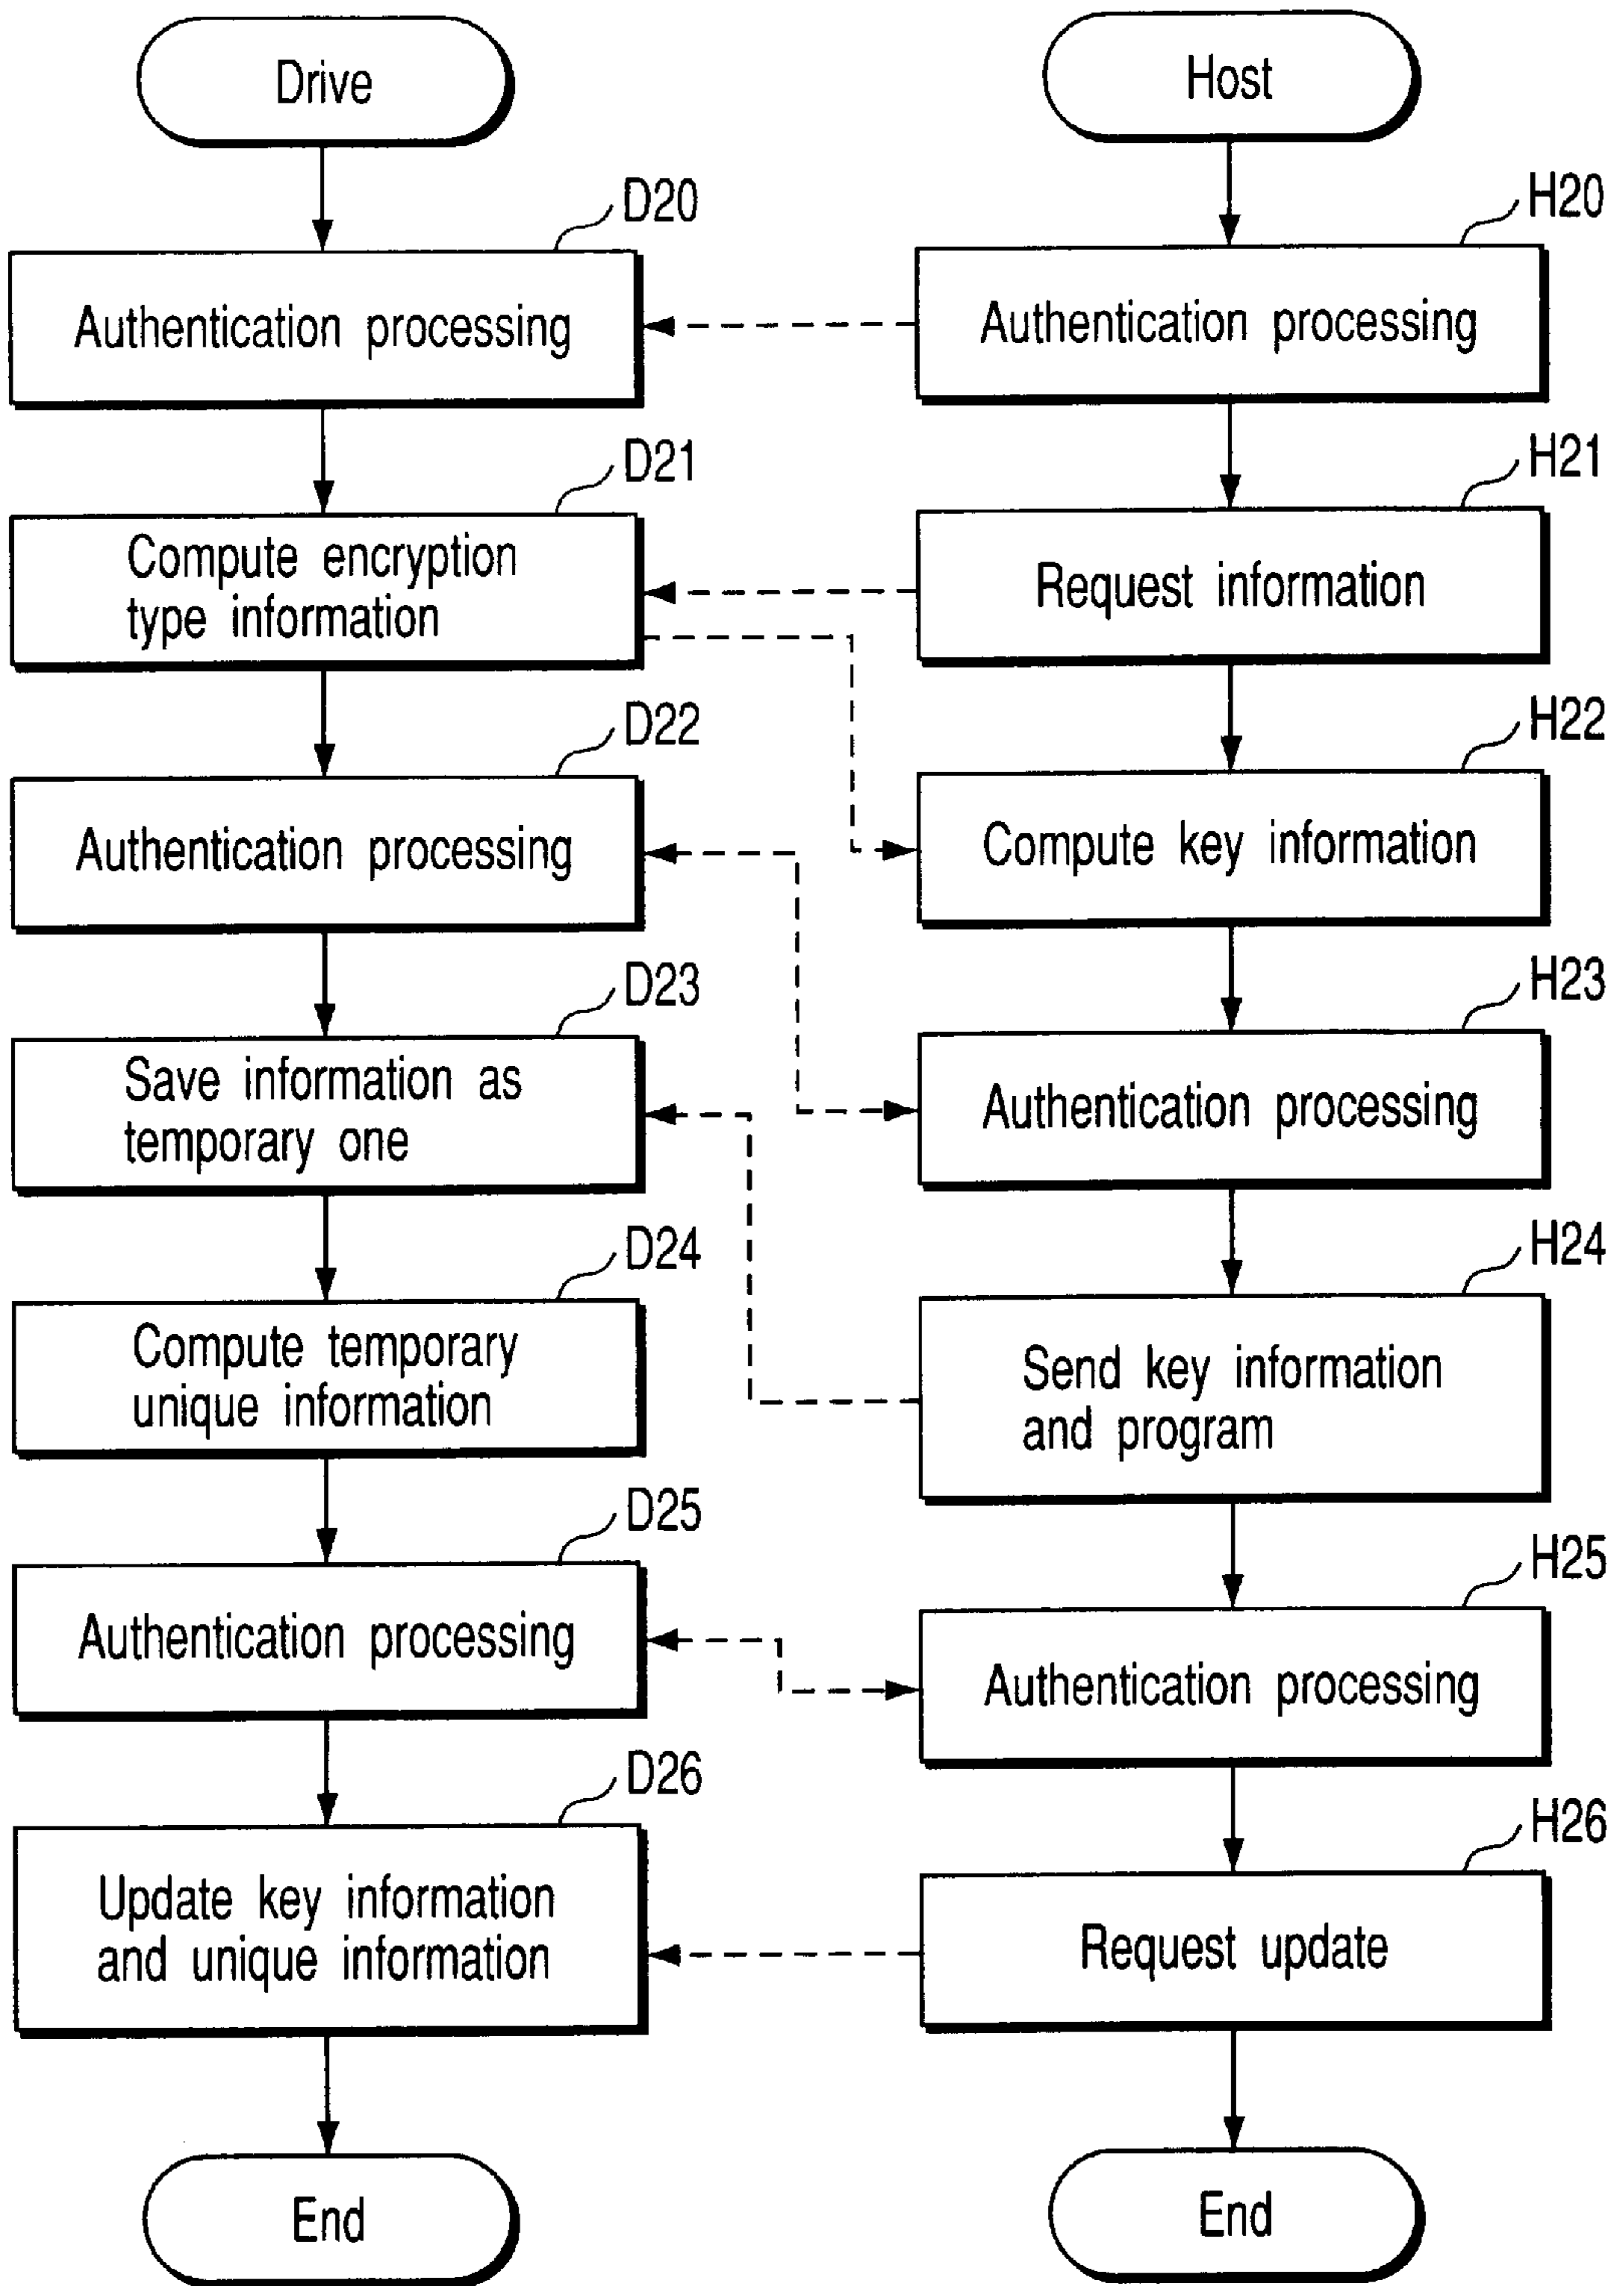 Drive
Host
D20
H20
Authentication processing
Authentication processing
D21
H21
Compute encryption
type information
Request information
D22
H22
Authentication processing
Compute key information
D23
H23
Save information as
temporary one
Authentication processing
D24
H24
Compute temporary
unique information
Send key information
and program
D25
H25
Authentication processing
Authentication processing
D26
H26
Update key information
and unique information
Request update
End
End